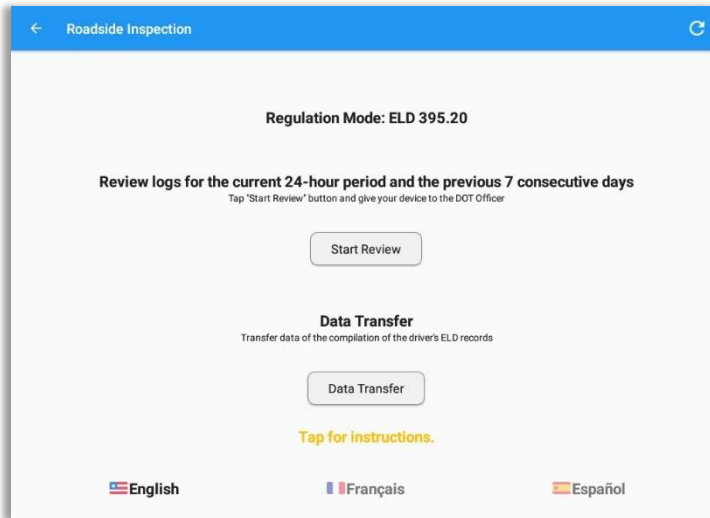 Roadside Inspection
Regulation Mode: ELD 395.20
Review logs for the current 24-hour period and the previous 7 consecutive days
Tap "Start Review" button and give your device to the DOT Officer
Start Review
Data Transfer
Transfer data of the compilation of the driver's ELD records
Data Transfer
Tap for instructions.
English Français Español